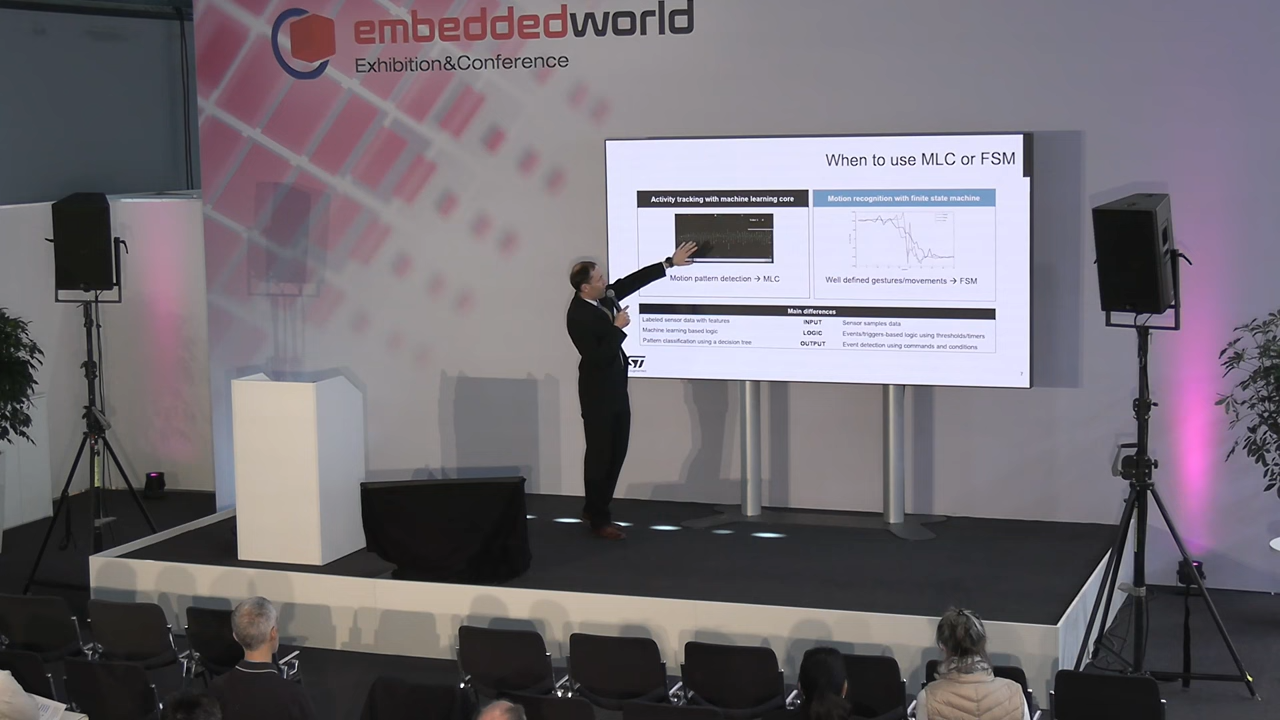 embeddedworld
Exhibition&Conference
When to use MLC or FSM
Activity tracking with machine learning core
Motion recognition with finite state machine
Motion pattern detection → MLC
Well defined gestures/movements → FSM
Main differences
Labeled sensor data with features INPUT Sensor samples data
Machine learning based logic LOGIC Events/triggers-based logic using thresholds/timers
Pattern classification using a decision tree OUTPUT Event detection using commands and conditions